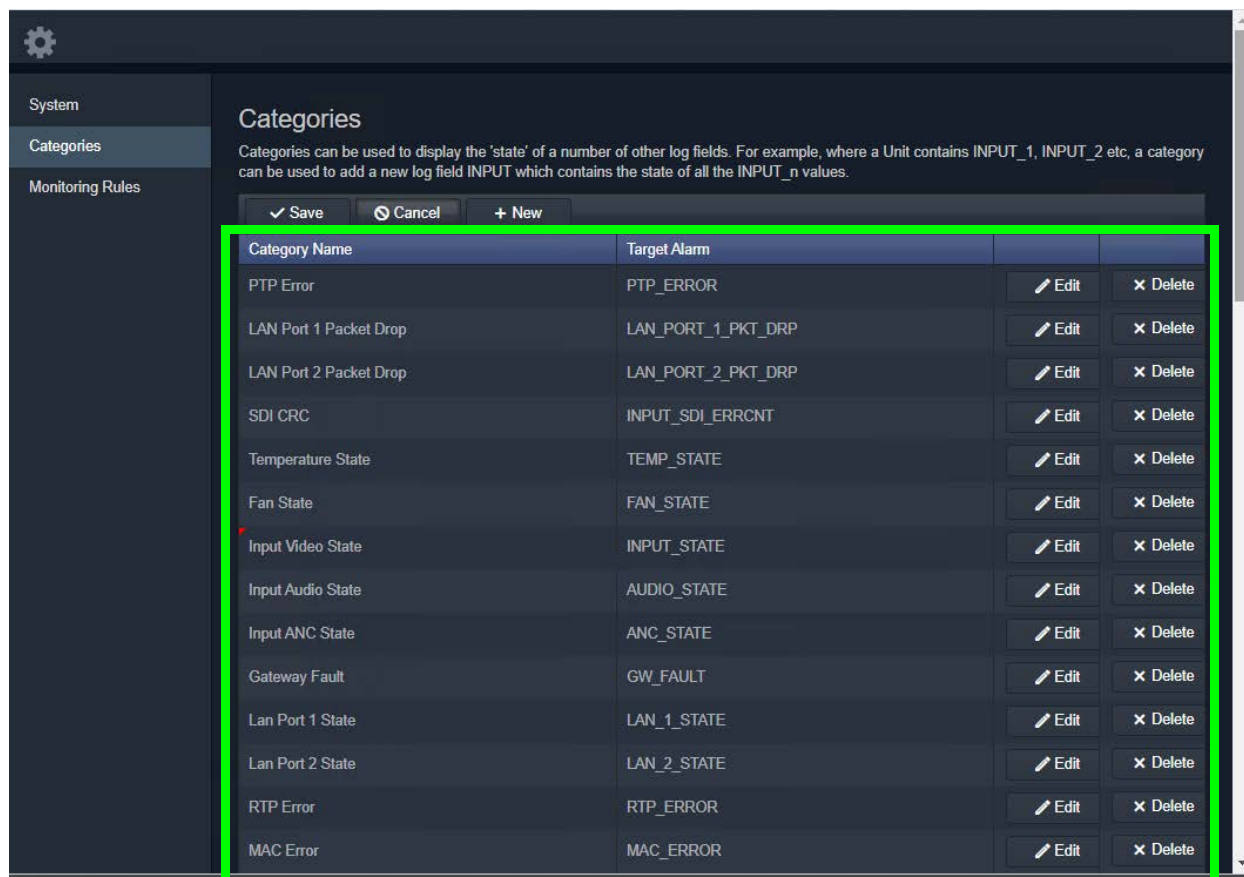 System
Categories
Monitoring Rules
Categories
Categories can be used to display the 'state' of a number of other log fields. For example, where a Unit contains INPUT_1, INPUT_2 etc, a category
can be used to add a new log field INPUT which contains the state of all the INPUT_n values.
Save Cancel + New
Category Name Target Alarm
PTP Error PTP_ERROR Edit Delete
LAN Port 1 Packet Drop LAN_PORT_1_PKT_DRP Edit Delete
LAN Port 2 Packet Drop LAN_PORT_2_PKT_DRP Edit Delete
SDI CRC INPUT_SDI_ERRCNT Edit Delete
Temperature State TEMP_STATE Edit Delete
Fan State FAN_STATE Edit Delete
Input Video State INPUT_STATE Edit Delete
Input Audio State AUDIO_STATE Edit Delete
Input ANC State ANC_STATE Edit Delete
Gateway Fault GW_FAULT Edit Delete
Lan Port 1 State LAN_1_STATE Edit Delete
Lan Port 2 State LAN_2_STATE Edit Delete
RTP Error RTP_ERROR Edit Delete
MAC Error MAC_ERROR Edit Delete